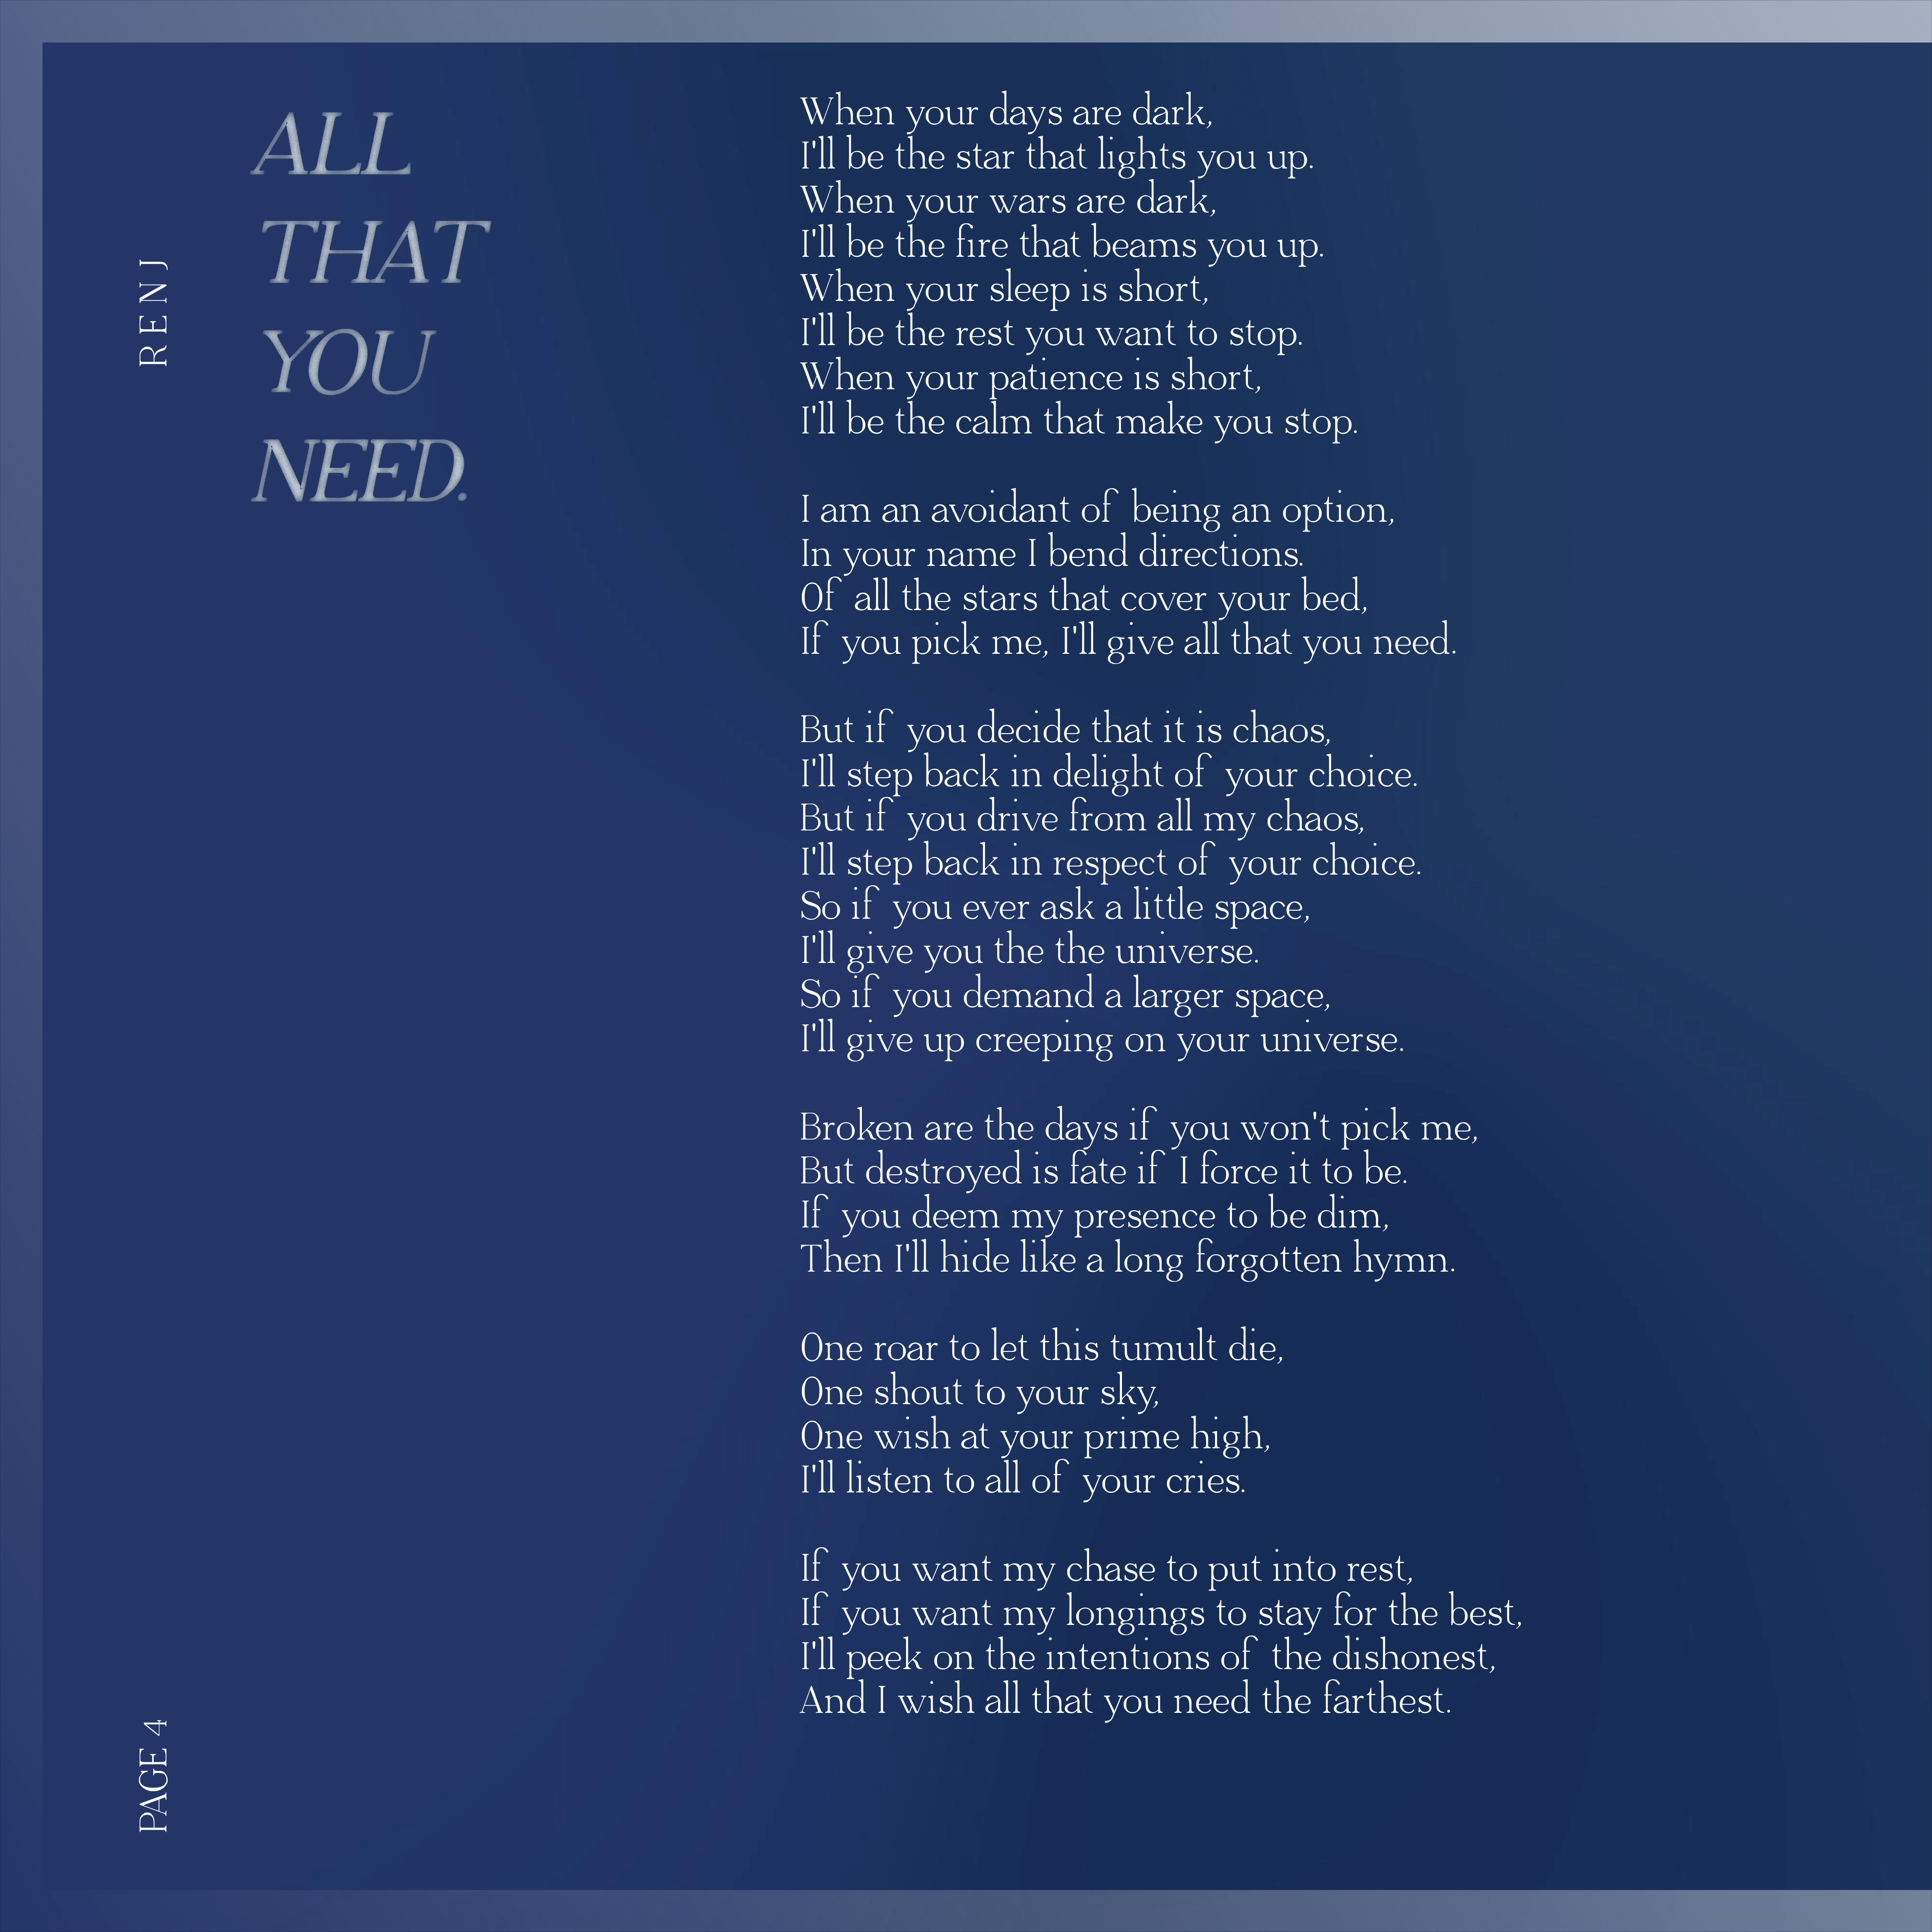 ALL
THAT
YOU
NEED.
RENJ
When your days are dark,
I'll be the star that lights you up.
When your wars are dark,
I'll be the fire that beams you up.
When your sleep is short,
I'll be the rest you want to stop.
When your patience is short,
I'll be the calm that make you stop.

I am an avoidant of being an option,
In your name I bend directions.
Of all the stars that cover your bed,
If you pick me, I'll give all that you need.

But if you decide that it is chaos,
I'll step back in delight of your choice.
But if you drive from all my chaos,
I'll step back in respect of your choice.
So if you ever ask a little space,
I'll give you the the universe.
So if you demand a larger space,
I'll give up creeping on your universe.

Broken are the days if you won't pick me,
But destroyed is fate if I force it to be.
If you deem my presence to be dim,
Then I'll hide like a long forgotten hymn.

One roar to let this tumult die,
One shout to your sky,
One wish at your prime high,
I'll listen to all of your cries.

If you want my chase to put into rest,
If you want my longings to stay for the best,
I'll peek on the intentions of the dishonest,
And I wish all that you need the farthest.
PAGE 4